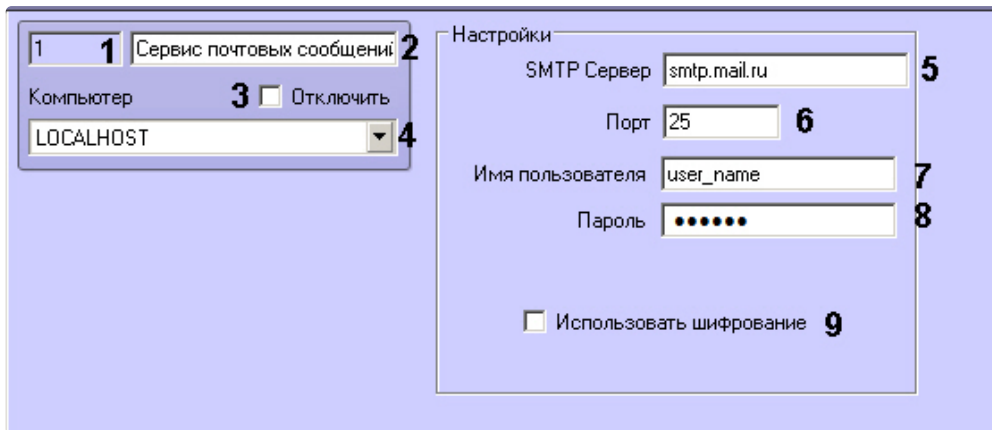 1 1 Сервис почтовых сообщений 2
Компьютер 3 Отключить
LOCALHOST 4
Настройки
SMTP Сервер smtp.mail.ru 5
Порт 25 6
Имя пользователя user_name 7
Пароль •••••• 8
Использовать шифрование 9